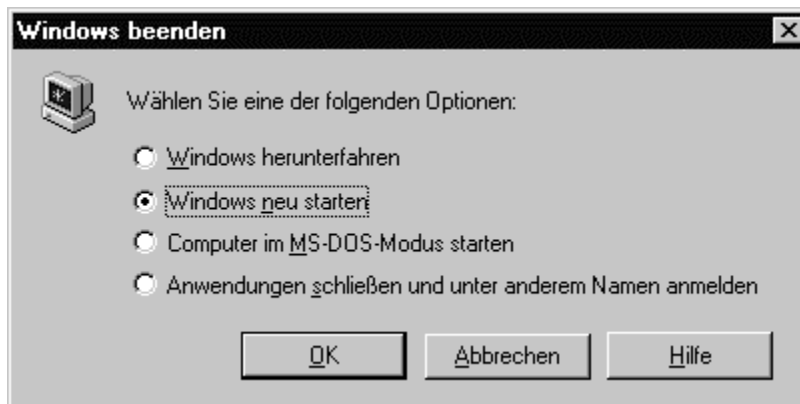 Windows beenden
Wählen Sie eine der folgenden Optionen:
Windows herunterfahren
Windows neu starten
Computer im MS-DOS-Modus starten
Anwendungen schließen und unter anderem Namen anmelden
OK Abbrechen Hilfe